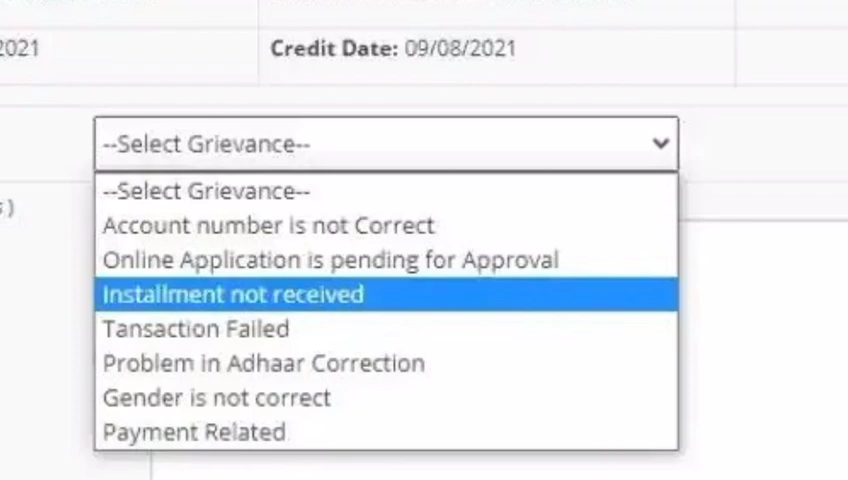 2021
Credit Date: 09/08/2021
--Select Grievance--
--Select Grievance--
Account number is not Correct
Online Application is pending for Approval
Installment not received
Tansaction Failed
Problem in Adhaar Correction
Gender is not correct
Payment Related